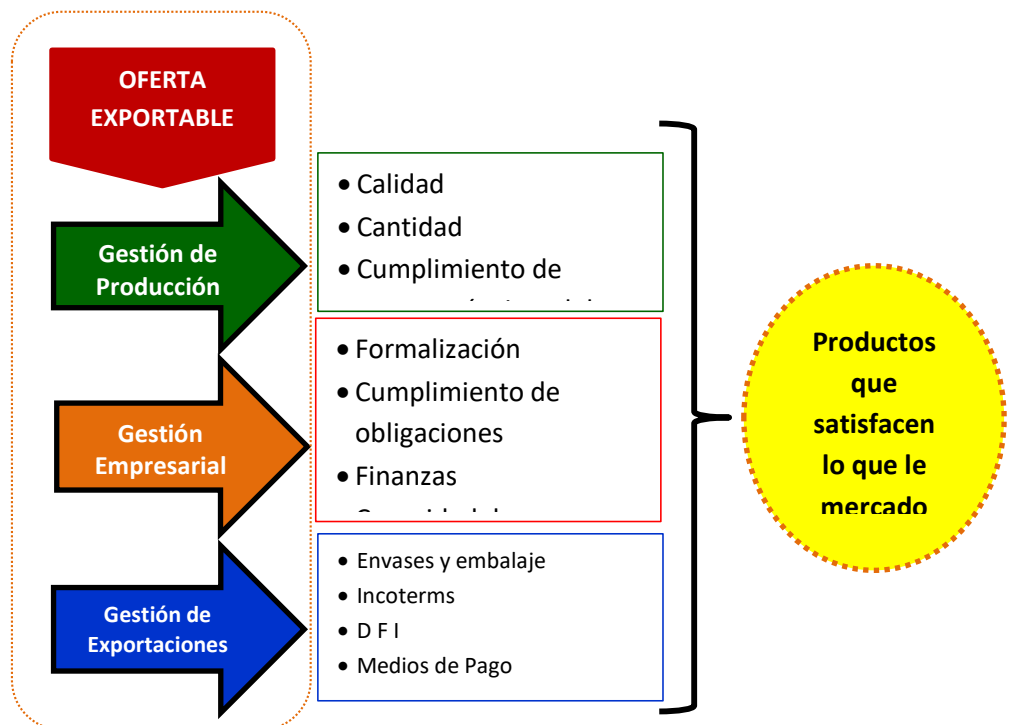 OFERTA
EXPORTABLE
Gestión de
Producción
• Calidad
• Cantidad
• Cumplimiento de
Gestión
Empresarial
• Formalización
• Cumplimiento de
obligaciones
• Finanzas
Gestión de
Exportaciones
• Envases y embalaje
• Incoterms
• D F I
• Medios de Pago
Productos
que
satisfacen
lo que le
mercado